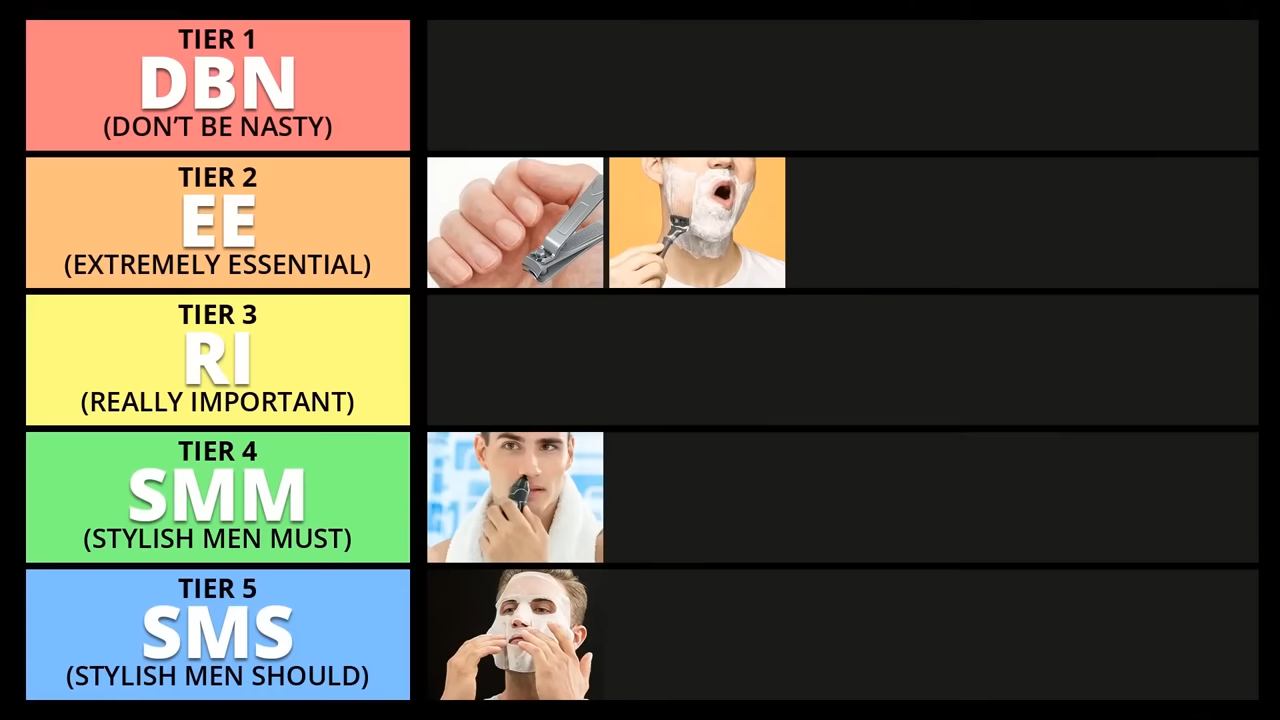 TIER 1
DBN
(DON'T BE NASTY)
TIER 2
EE
(EXTREMELY ESSENTIAL)
TIER 3
RI
(REALLY IMPORTANT)
TIER 4
SMM
(STYLISH MEN MUST)
TIER 5
SMS
(STYLISH MEN SHOULD)